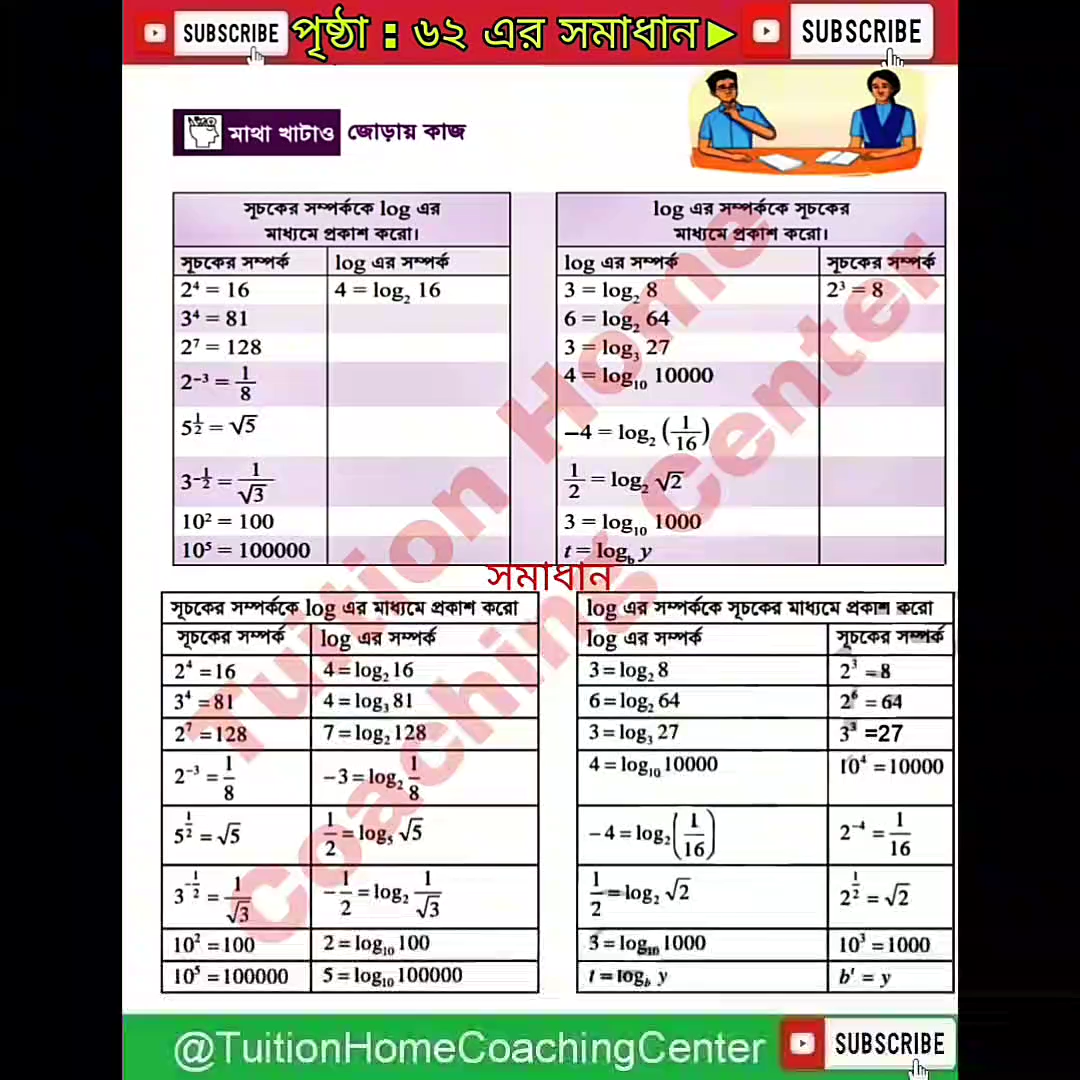 SUBSCRIBE পৃষ্ঠা : ৬২ এর সমাধান► SUBSCRIBE
মাথা খাটাও জোড়ায় কাজ
সূচকের সম্পর্ককে log এর
মাধ্যমে প্রকাশ করো।
সূচকের সম্পর্ক log এর সম্পর্ক
2⁴ = 16 4 = log₂ 16
3⁴ = 81
2⁷ = 128
2⁻³ = 1/8
5^(1/2) = √5
3^(-1/2) = 1/√3
10² = 100
10⁵ = 100000
log এর সম্পর্ককে সূচকের
মাধ্যমে প্রকাশ করো।
log এর সম্পর্ক সূচকের সম্পর্ক
3 = log₂ 8 2³ = 8
6 = log₂ 64
3 = log₃ 27
4 = log₁₀ 10000
−4 = log₂ (1/16)
1/2 = log₂ √2
3 = log₁₀ 1000
t = log_b y
সমাধান
সূচকের সম্পর্ককে log এর মাধ্যমে প্রকাশ করো
সূচকের সম্পর্ক log এর সম্পর্ক
2⁴ = 16 4 = log₂ 16
3⁴ = 81 4 = log₃ 81
2⁷ = 128 7 = log₂ 128
2⁻³ = 1/8 −3 = log₂ 1/8
5^(1/2) = √5 1/2 = log₅ √5
3^(-1/2) = 1/√3 −1/2 = log₂ 1/√3
10² = 100 2 = log₁₀ 100
10⁵ = 100000 5 = log₁₀ 100000
log এর সম্পর্ককে সূচকের মাধ্যমে প্রকাশ করো
log এর সম্পর্ক সূচকের সম্পর্ক
3 = log₂ 8 2³ = 8
6 = log₂ 64 2⁶ = 64
3 = log₃ 27 3³ =27
4 = log₁₀ 10000 10⁴ = 10000
−4 = log₂ (1/16) 2⁻⁴ = 1/16
1/2 = log₂ √2 2^(1/2) = √2
3 = log₁₀ 1000 10³ = 1000
t = log_b y bᵗ = y
Tuition Home
Coaching Center
@TuitionHomeCoachingCenter SUBSCRIBE